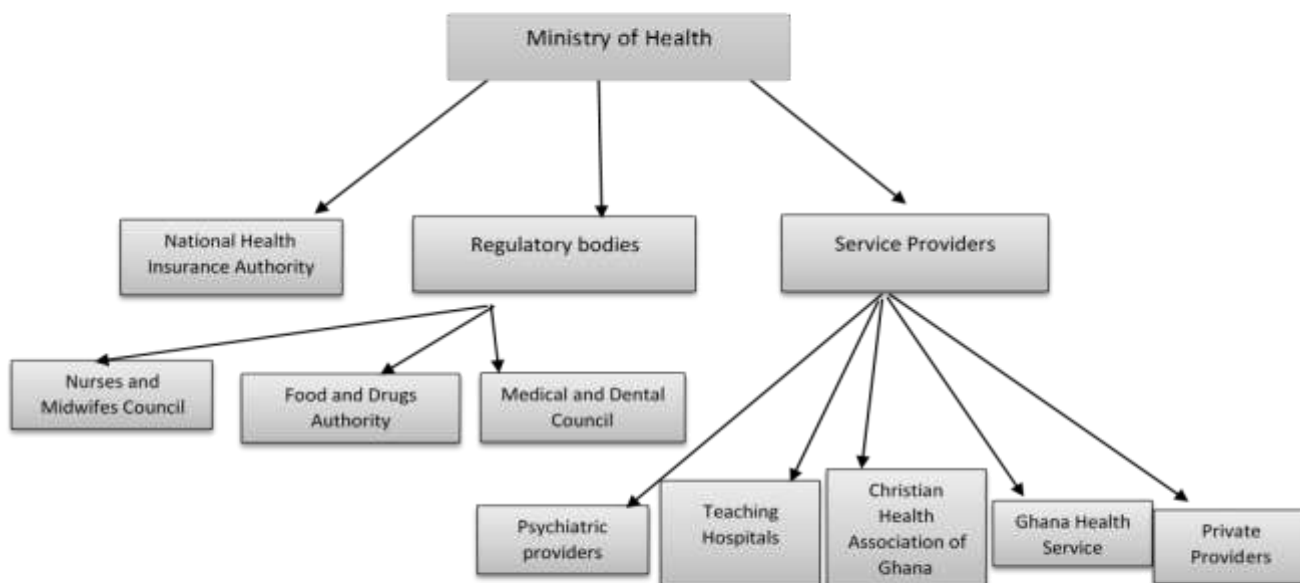 Ministry of Health
National Health
Insurance Authority
Regulatory bodies
Service Providers
Nurses and
Midwifes Council
Food and Drugs
Authority
Medical and Dental
Council
Psychiatric
providers
Teaching
Hospitals
Christian
Health
Association of
Ghana
Ghana Health
Service
Private
Providers